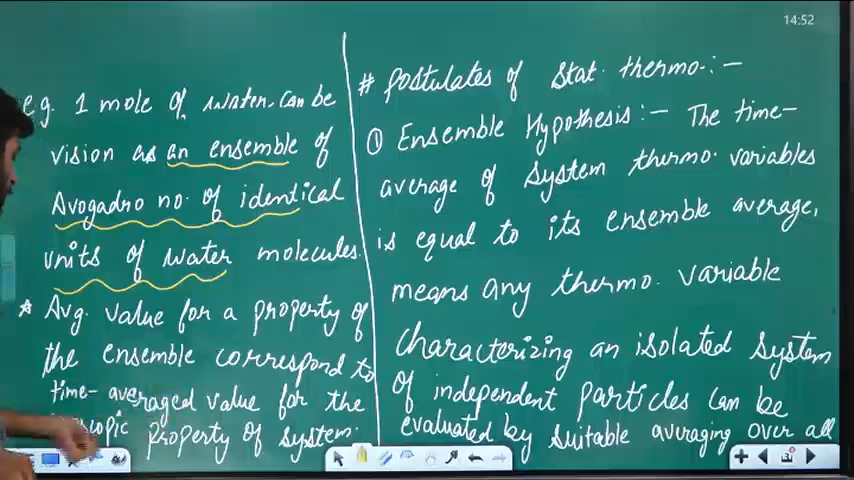 14:52
e.g. 1 mole of water can be
vision as an ensemble of
Avogadro no. of identical
units of water molecules.
* Avg. value for a property of
the ensemble correspond to
time-averaged value for the
property of system.
# Postulates of Stat. thermo:-
① Ensemble Hypothesis:- The time-
average of system thermo. variables
is equal to its ensemble average,
means any thermo. variable
characterizing an isolated system
of independent particles can be
evaluated by suitable averaging over all